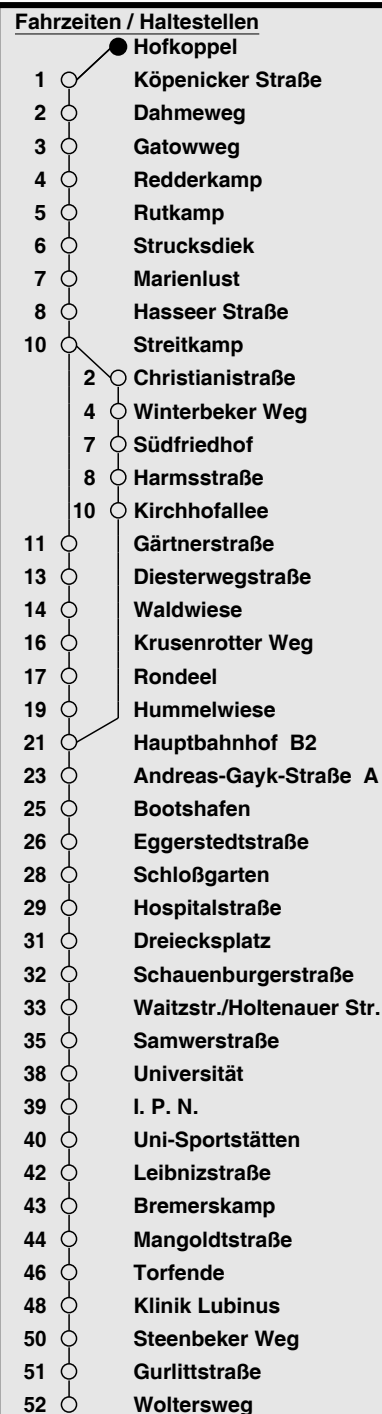 Fahrzeiten / Haltestellen
Hofkoppel
1 Köpenicker Straße
2 Dahmeweg
3 Gatowweg
4 Redderkamp
5 Rutkamp
6 Strucksdiek
7 Marienlust
8 Hasseer Straße
10 Streitkamp
2 Christianistraße
4 Winterbeker Weg
7 Südfriedhof
8 Harmsstraße
10 Kirchhofallee
11 Gärtnerstraße
13 Diesterwegstraße
14 Waldwiese
16 Krusenrotter Weg
17 Rondeel
19 Hummelwiese
21 Hauptbahnhof B2
23 Andreas-Gayk-Straße A
25 Bootshafen
26 Eggerstedtstraße
28 Schloßgarten
29 Hospitalstraße
31 Dreiecksplatz
32 Schauenburgerstraße
33 Waitzstr./Holtenauer Str.
35 Samwerstraße
38 Universität
39 I. P. N.
40 Uni-Sportstätten
42 Leibnizstraße
43 Bremerskamp
44 Mangoldtstraße
46 Torfende
48 Klinik Lubinus
50 Steenbeker Weg
51 Gurlittstraße
52 Woltersweg